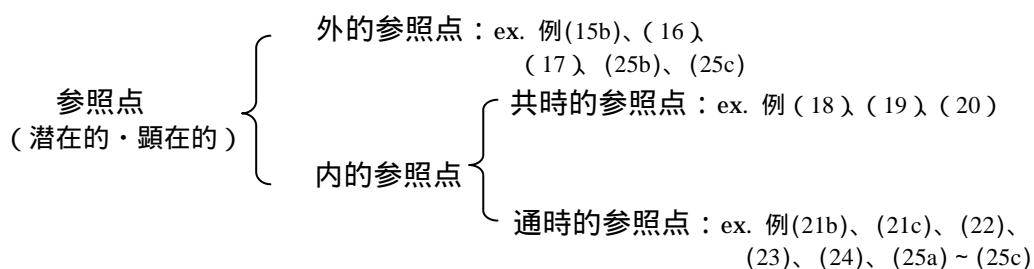 外的参照点：ex. 例(15b)、(16)、
(17)、(25b)、(25c)
参照点
(潜在的・顕在的)
共時的参照点：ex. 例(18)、(19)、(20)
内的参照点
通時的参照点：ex. 例(21b)、(21c)、(22)、
(23)、(24)、(25a) ~ (25c)